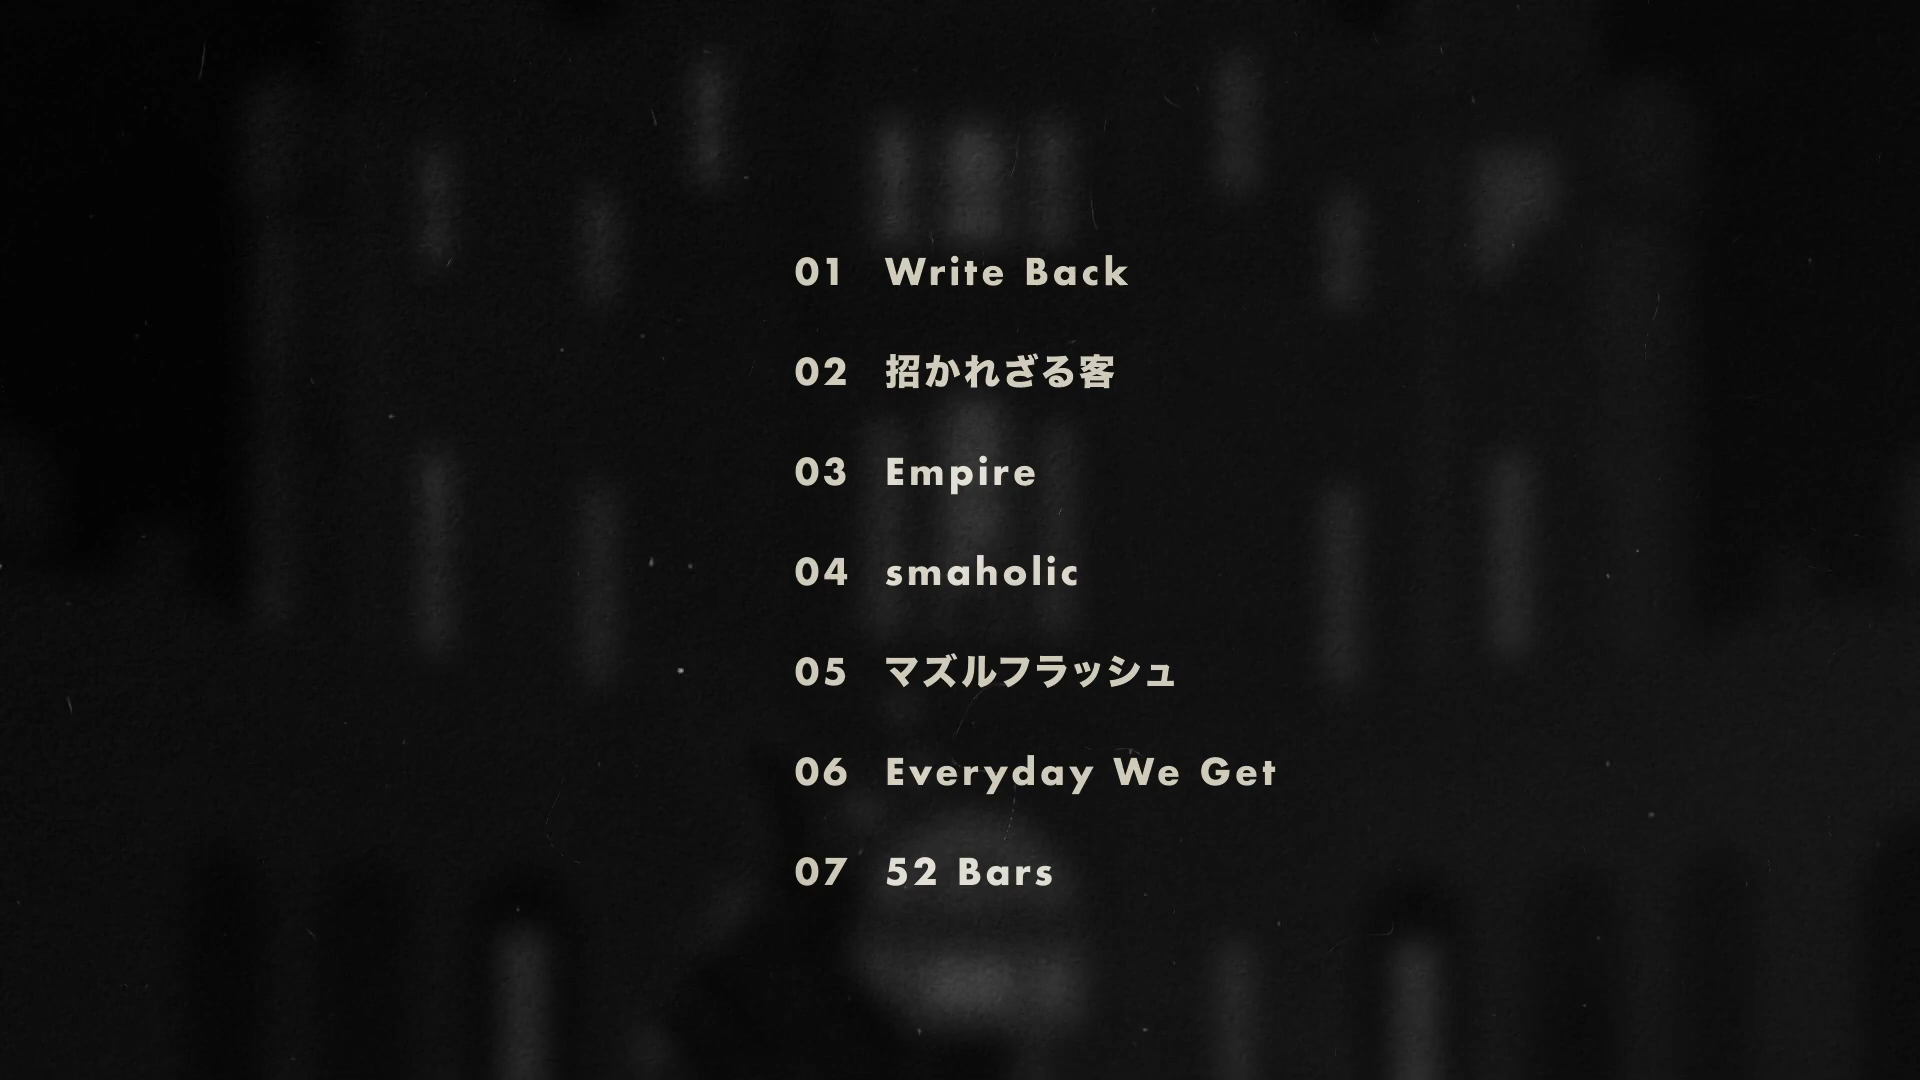 01 Write Back
02 招かれざる客
03 Empire
04 smaholic
05 マズルフラッシュ
06 Everyday We Get
07 52 Bars